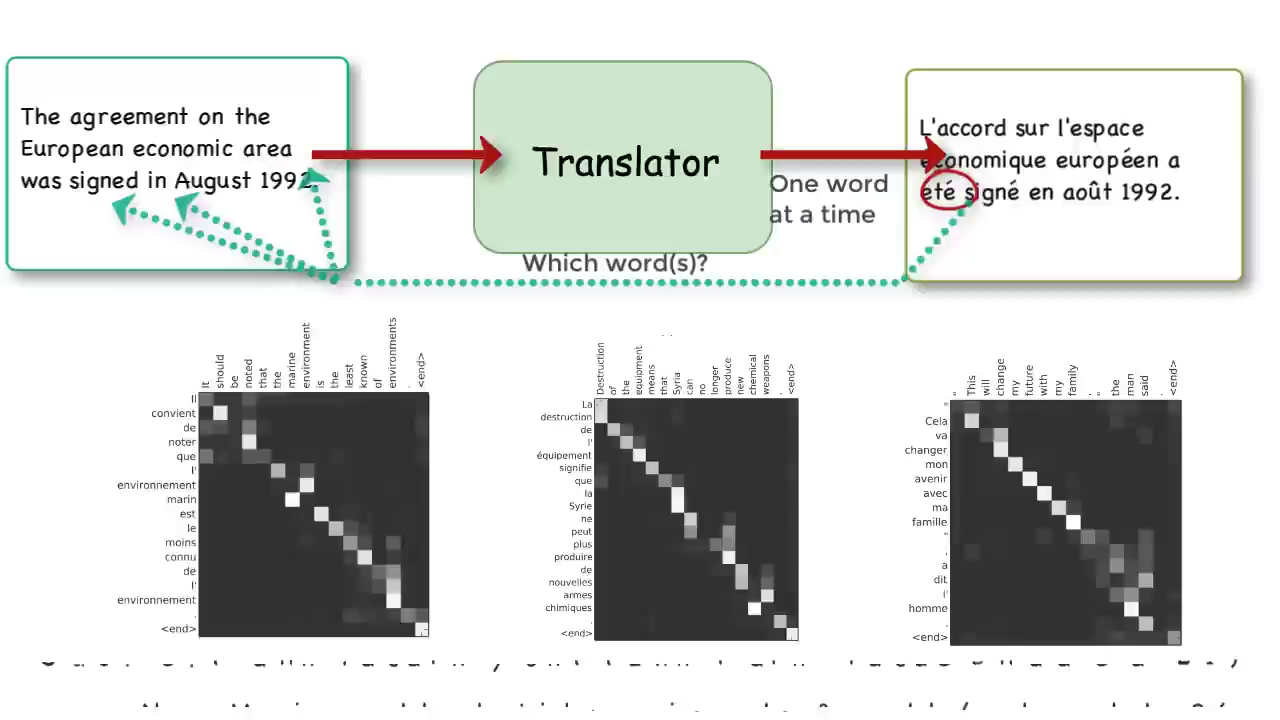 The agreement on the
European economic area
was signed in August 1992.
Translator
One word
at a time
Which word(s)?
L'accord sur l'espace
économique européen a
été signé en août 1992.
It should be noted that the marine environment is the least known of environments . <end>
Il
convient
de
noter
que
l'
environnement
marin
est
le
moins
connu
de
l'
environnement
.
<end>
Destruction of the equipment means that Syria can no longer produce new chemical weapons . <end>
La
destruction
de
l'
équipement
signifie
que
la
Syrie
ne
peut
plus
produire
de
nouvelles
armes
chimiques
.
<end>
" This will change my future with my family , " the man said . <end>
"
Cela
va
changer
mon
avenir
avec
ma
famille
"
,
a
dit
l'
homme
.
<end>